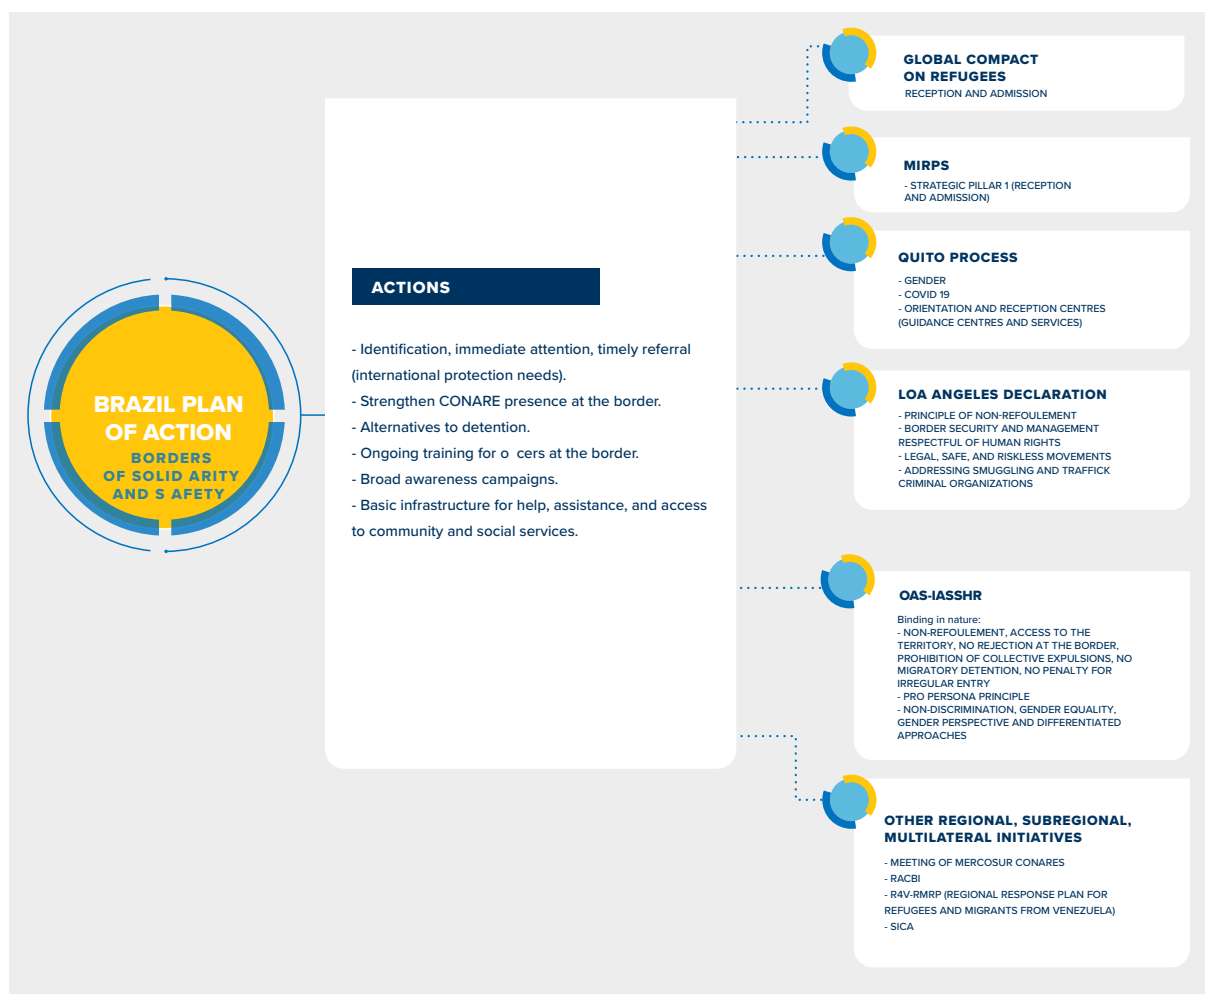 BRAZIL PLAN
OF ACTION
BORDERS
OF SOLID ARITY
AND S AFETY
ACTIONS
- Identification, immediate attention, timely referral
(international protection needs).
- Strengthen CONARE presence at the border.
- Alternatives to detention.
- Ongoing training for o cers at the border.
- Broad awareness campaigns.
- Basic infrastructure for help, assistance, and access
to community and social services.
GLOBAL COMPACT
ON REFUGEES
RECEPTION AND ADMISSION
MIRPS
- STRATEGIC PILLAR 1 (RECEPTION
AND ADMISSION)
QUITO PROCESS
- GENDER
- COVID 19
- ORIENTATION AND RECEPTION CENTRES
(GUIDANCE CENTRES AND SERVICES)
LOA ANGELES DECLARATION
- PRINCIPLE OF NON-REFOULEMENT
- BORDER SECURITY AND MANAGEMENT
RESPECTFUL OF HUMAN RIGHTS
- LEGAL, SAFE, AND RISKLESS MOVEMENTS
- ADDRESSING SMUGGLING AND TRAFFICK
CRIMINAL ORGANIZATIONS
OAS-IASSHR
Binding in nature:
- NON-REFOULEMENT, ACCESS TO THE
TERRITORY, NO REJECTION AT THE BORDER,
PROHIBITION OF COLLECTIVE EXPULSIONS, NO
MIGRATORY DETENTION, NO PENALTY FOR
IRREGULAR ENTRY
- PRO PERSONA PRINCIPLE
- NON-DISCRIMINATION, GENDER EQUALITY,
GENDER PERSPECTIVE AND DIFFERENTIATED
APPROACHES
OTHER REGIONAL, SUBREGIONAL,
MULTILATERAL INITIATIVES
- MEETING OF MERCOSUR CONARES
- RACBI
- R4V-RMRP (REGIONAL RESPONSE PLAN FOR
REFUGEES AND MIGRANTS FROM VENEZUELA)
- SICA